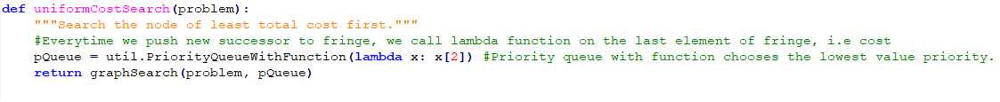 def uniformCostSearch(problem):
    """Search the node of least total cost first."""
    #Everytime we push new successor to fringe, we call lambda function on the last element of fringe, i.e cost
    pQueue = util.PriorityQueueWithFunction(lambda x: x[2]) #Priority queue with function chooses the lowest value priority.
    return graphSearch(problem, pQueue)